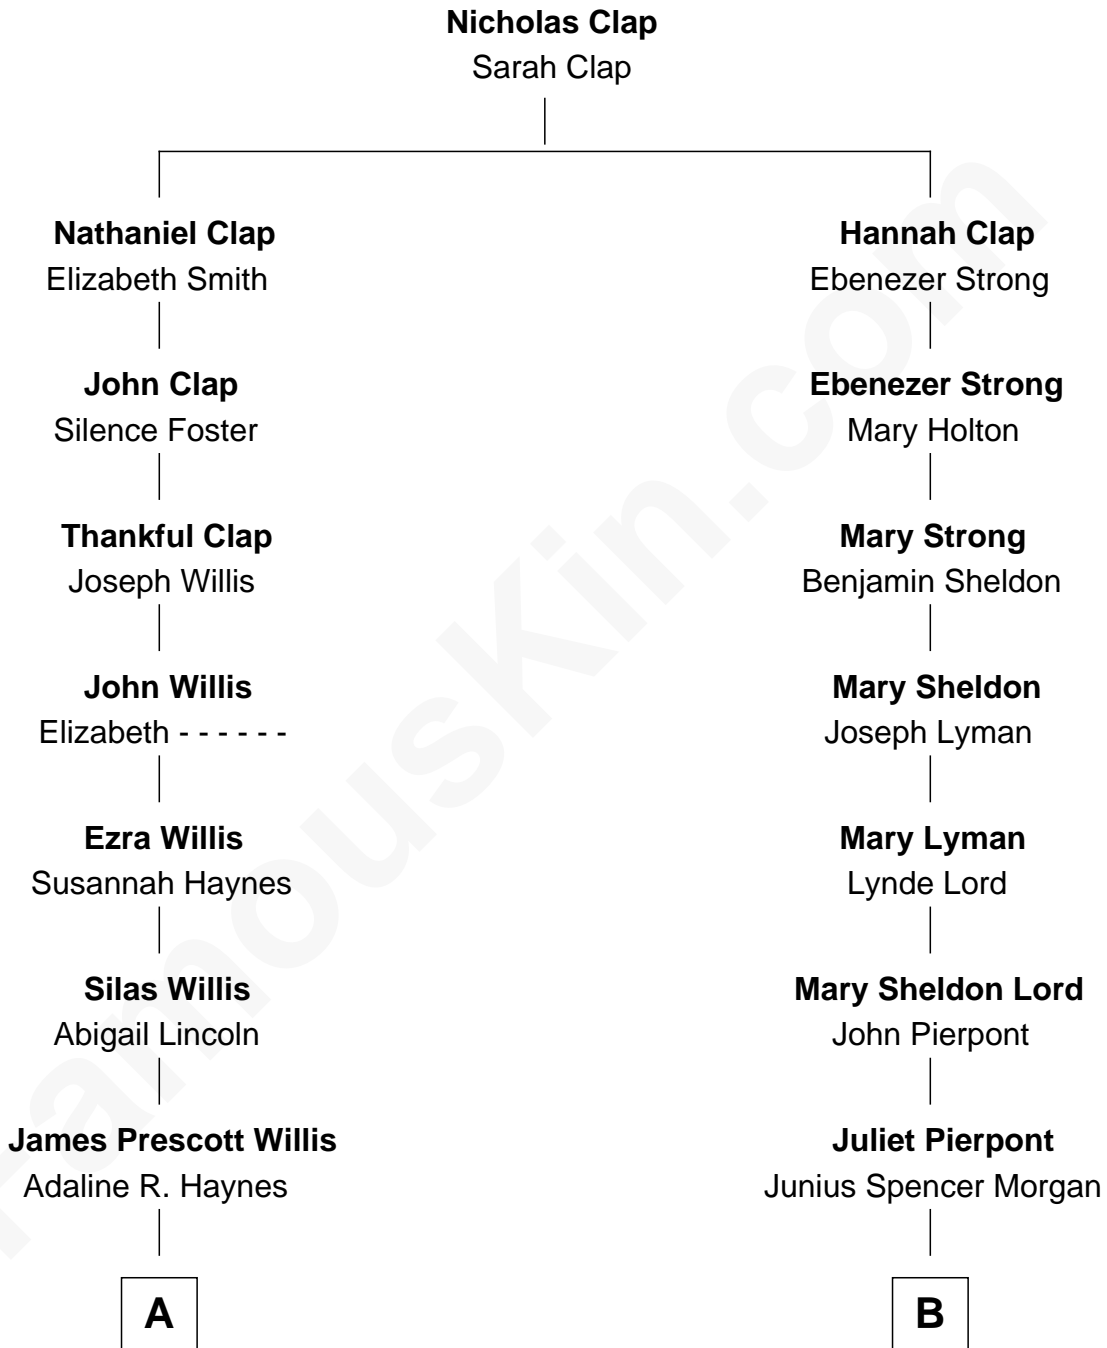 Nicholas Clap
Sarah Clap
Nathaniel Clap
Elizabeth Smith
Hannah Clap
Ebenezer Strong
John Clap
Silence Foster
Ebenezer Strong
Mary Holton
Thankful Clap
Joseph Willis
Mary Strong
Benjamin Sheldon
John Willis
Elizabeth - - - - - -
Mary Sheldon
Joseph Lyman
Ezra Willis
Susannah Haynes
Mary Lyman
Lynde Lord
Silas Willis
Abigail Lincoln
Mary Sheldon Lord
John Pierpont
James Prescott Willis
Adaline R. Haynes
Juliet Pierpont
Junius Spencer Morgan
A
B
FamousKin.com